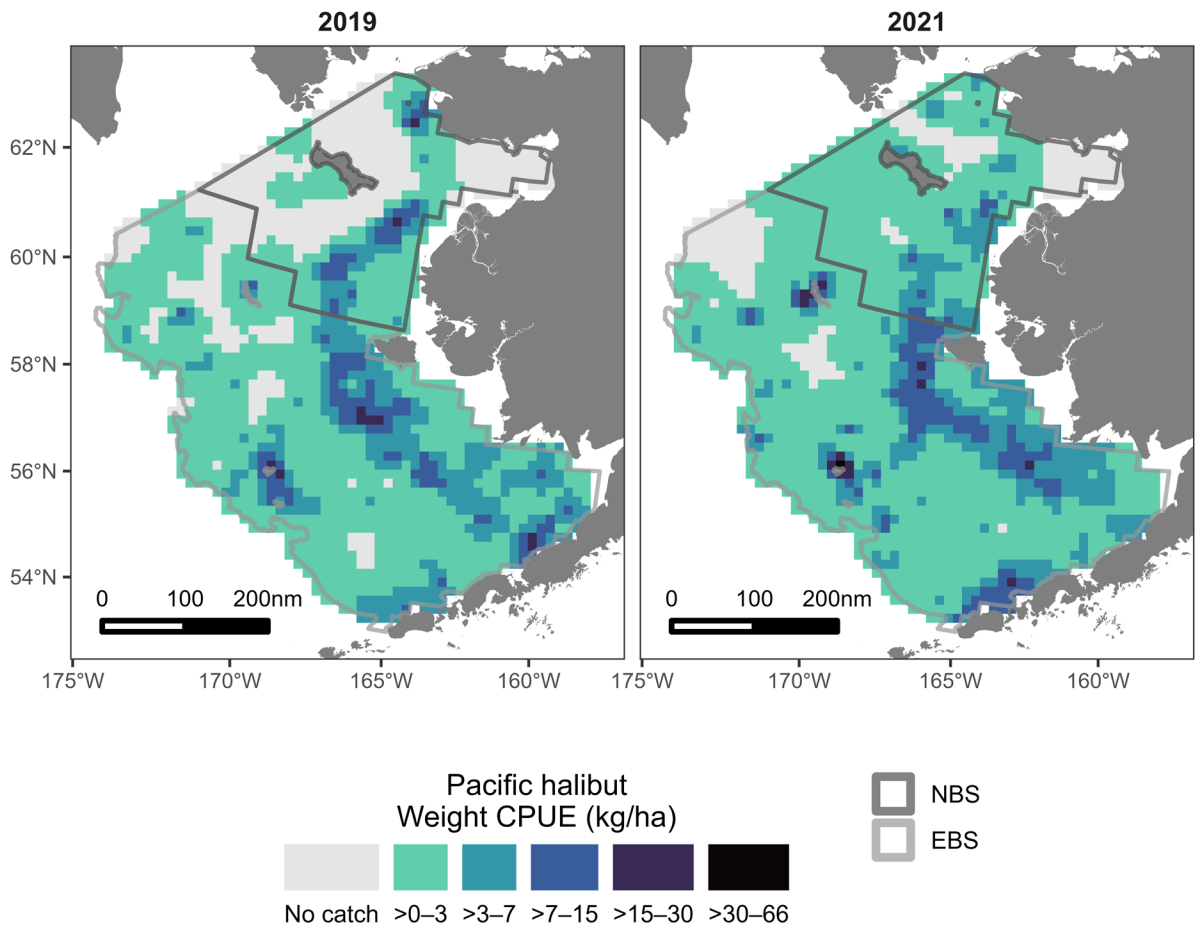 2019
2021
62°N
60°N
58°N
56°N
54°N
0 100 200nm
0 100 200nm
175°W 170°W 165°W 160°W
175°W 170°W 165°W 160°W
Pacific halibut
Weight CPUE (kg/ha)
No catch >0–3 >3–7 >7–15 >15–30 >30–66
NBS
EBS